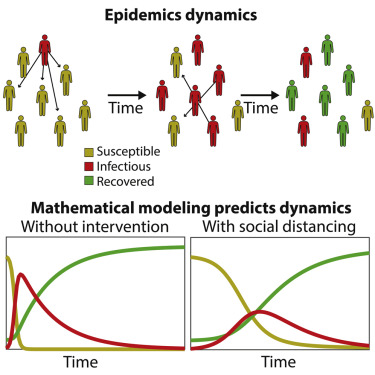 Epidemics dynamics
Time
Time
Susceptible
Infectious
Recovered
Mathematical modeling predicts dynamics
Without intervention
With social distancing
Time
Time